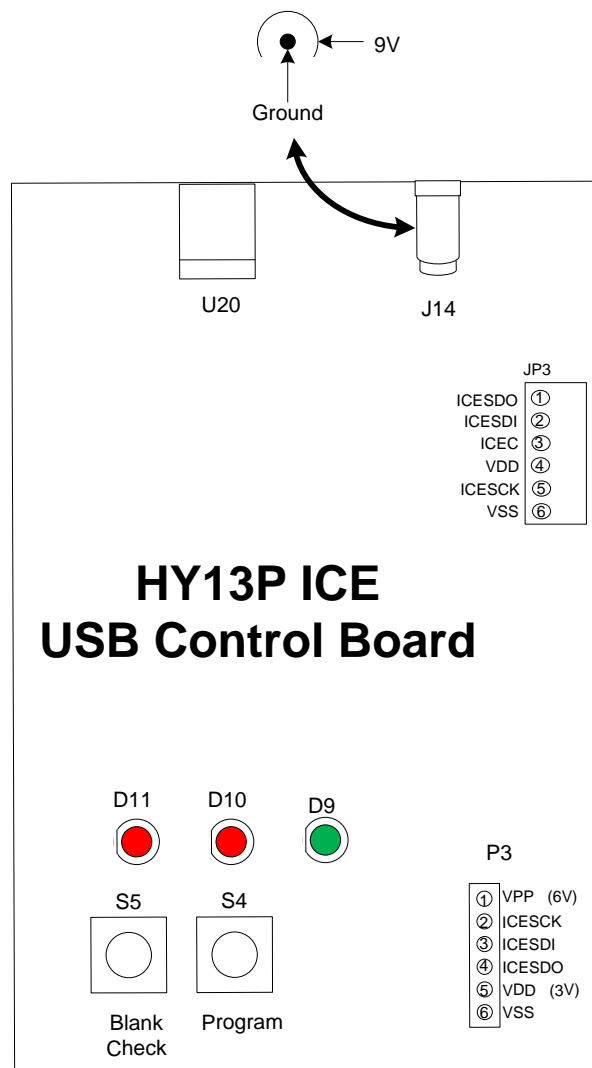 9V
Ground
U20
J14
JP3
ICESDO ①
ICESDI ②
ICEC ③
VDD ④
ICESCK ⑤
VSS ⑥
HY13P ICE
USB Control Board
D11 D10 D9
P3
S5 S4
① VPP (6V)
② ICESCK
③ ICESDI
④ ICESDO
⑤ VDD (3V)
⑥ VSS
Blank
Check
Program